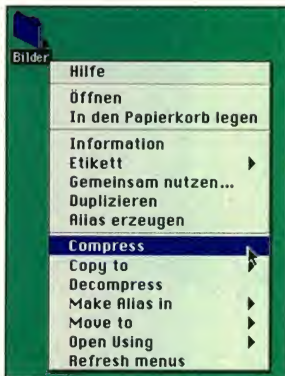 Bilder
Hilfe
Öffnen
In den Papierkorb legen
Information
Etikett
Gemeinsam nutzen...
Duplizieren
Alias erzeugen
Compress
Copy to
Decompress
Make Alias in
Move to
Open Using
Refresh menus